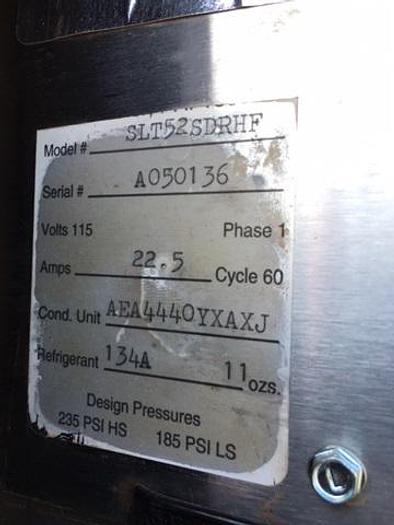 Model # SLT52SDRHF
Serial # A050136
Volts 115 Phase 1
Amps 22.5 Cycle 60
Cond. Unit AEA4440YXAXJ
Refrigerant 134A 11 ozs.
Design Pressures
235 PSI HS 185 PSI LS